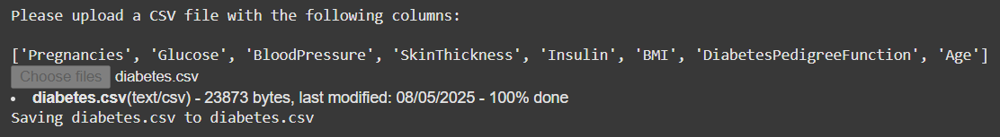 Please upload a CSV file with the following columns:
['Pregnancies', 'Glucose', 'BloodPressure', 'SkinThickness', 'Insulin', 'BMI', 'DiabetesPedigreeFunction', 'Age']
Choose files diabetes.csv
• diabetes.csv(text/csv) - 23873 bytes, last modified: 08/05/2025 - 100% done
Saving diabetes.csv to diabetes.csv